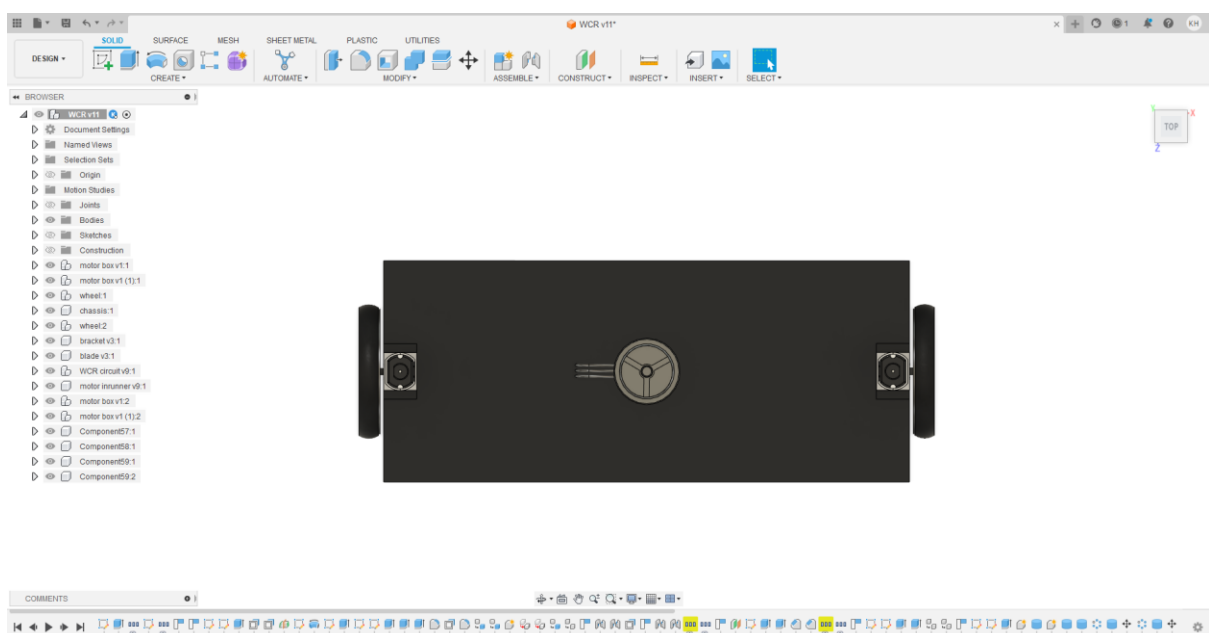 WCR v11*
1
KH
DESIGN
SOLID SURFACE MESH SHEET METAL PLASTIC UTILITIES
CREATE AUTOMATE MODIFY ASSEMBLE CONSTRUCT INSPECT INSERT SELECT
BROWSER
WCR v11
Document Settings
Named Views
Selection Sets
Origin
Motion Studies
Joints
Bodies
Sketches
Construction
motor box v1:1
motor box v1 (1):1
wheel:1
chassis:1
wheel:2
bracket v3:1
blade v3:1
WCR circuit v9:1
motor inrunner v9:1
motor box v1:2
motor box v1 (1):2
Component57:1
Component58:1
Component59:1
Component59:2
Y
X
TOP
Z
COMMENTS